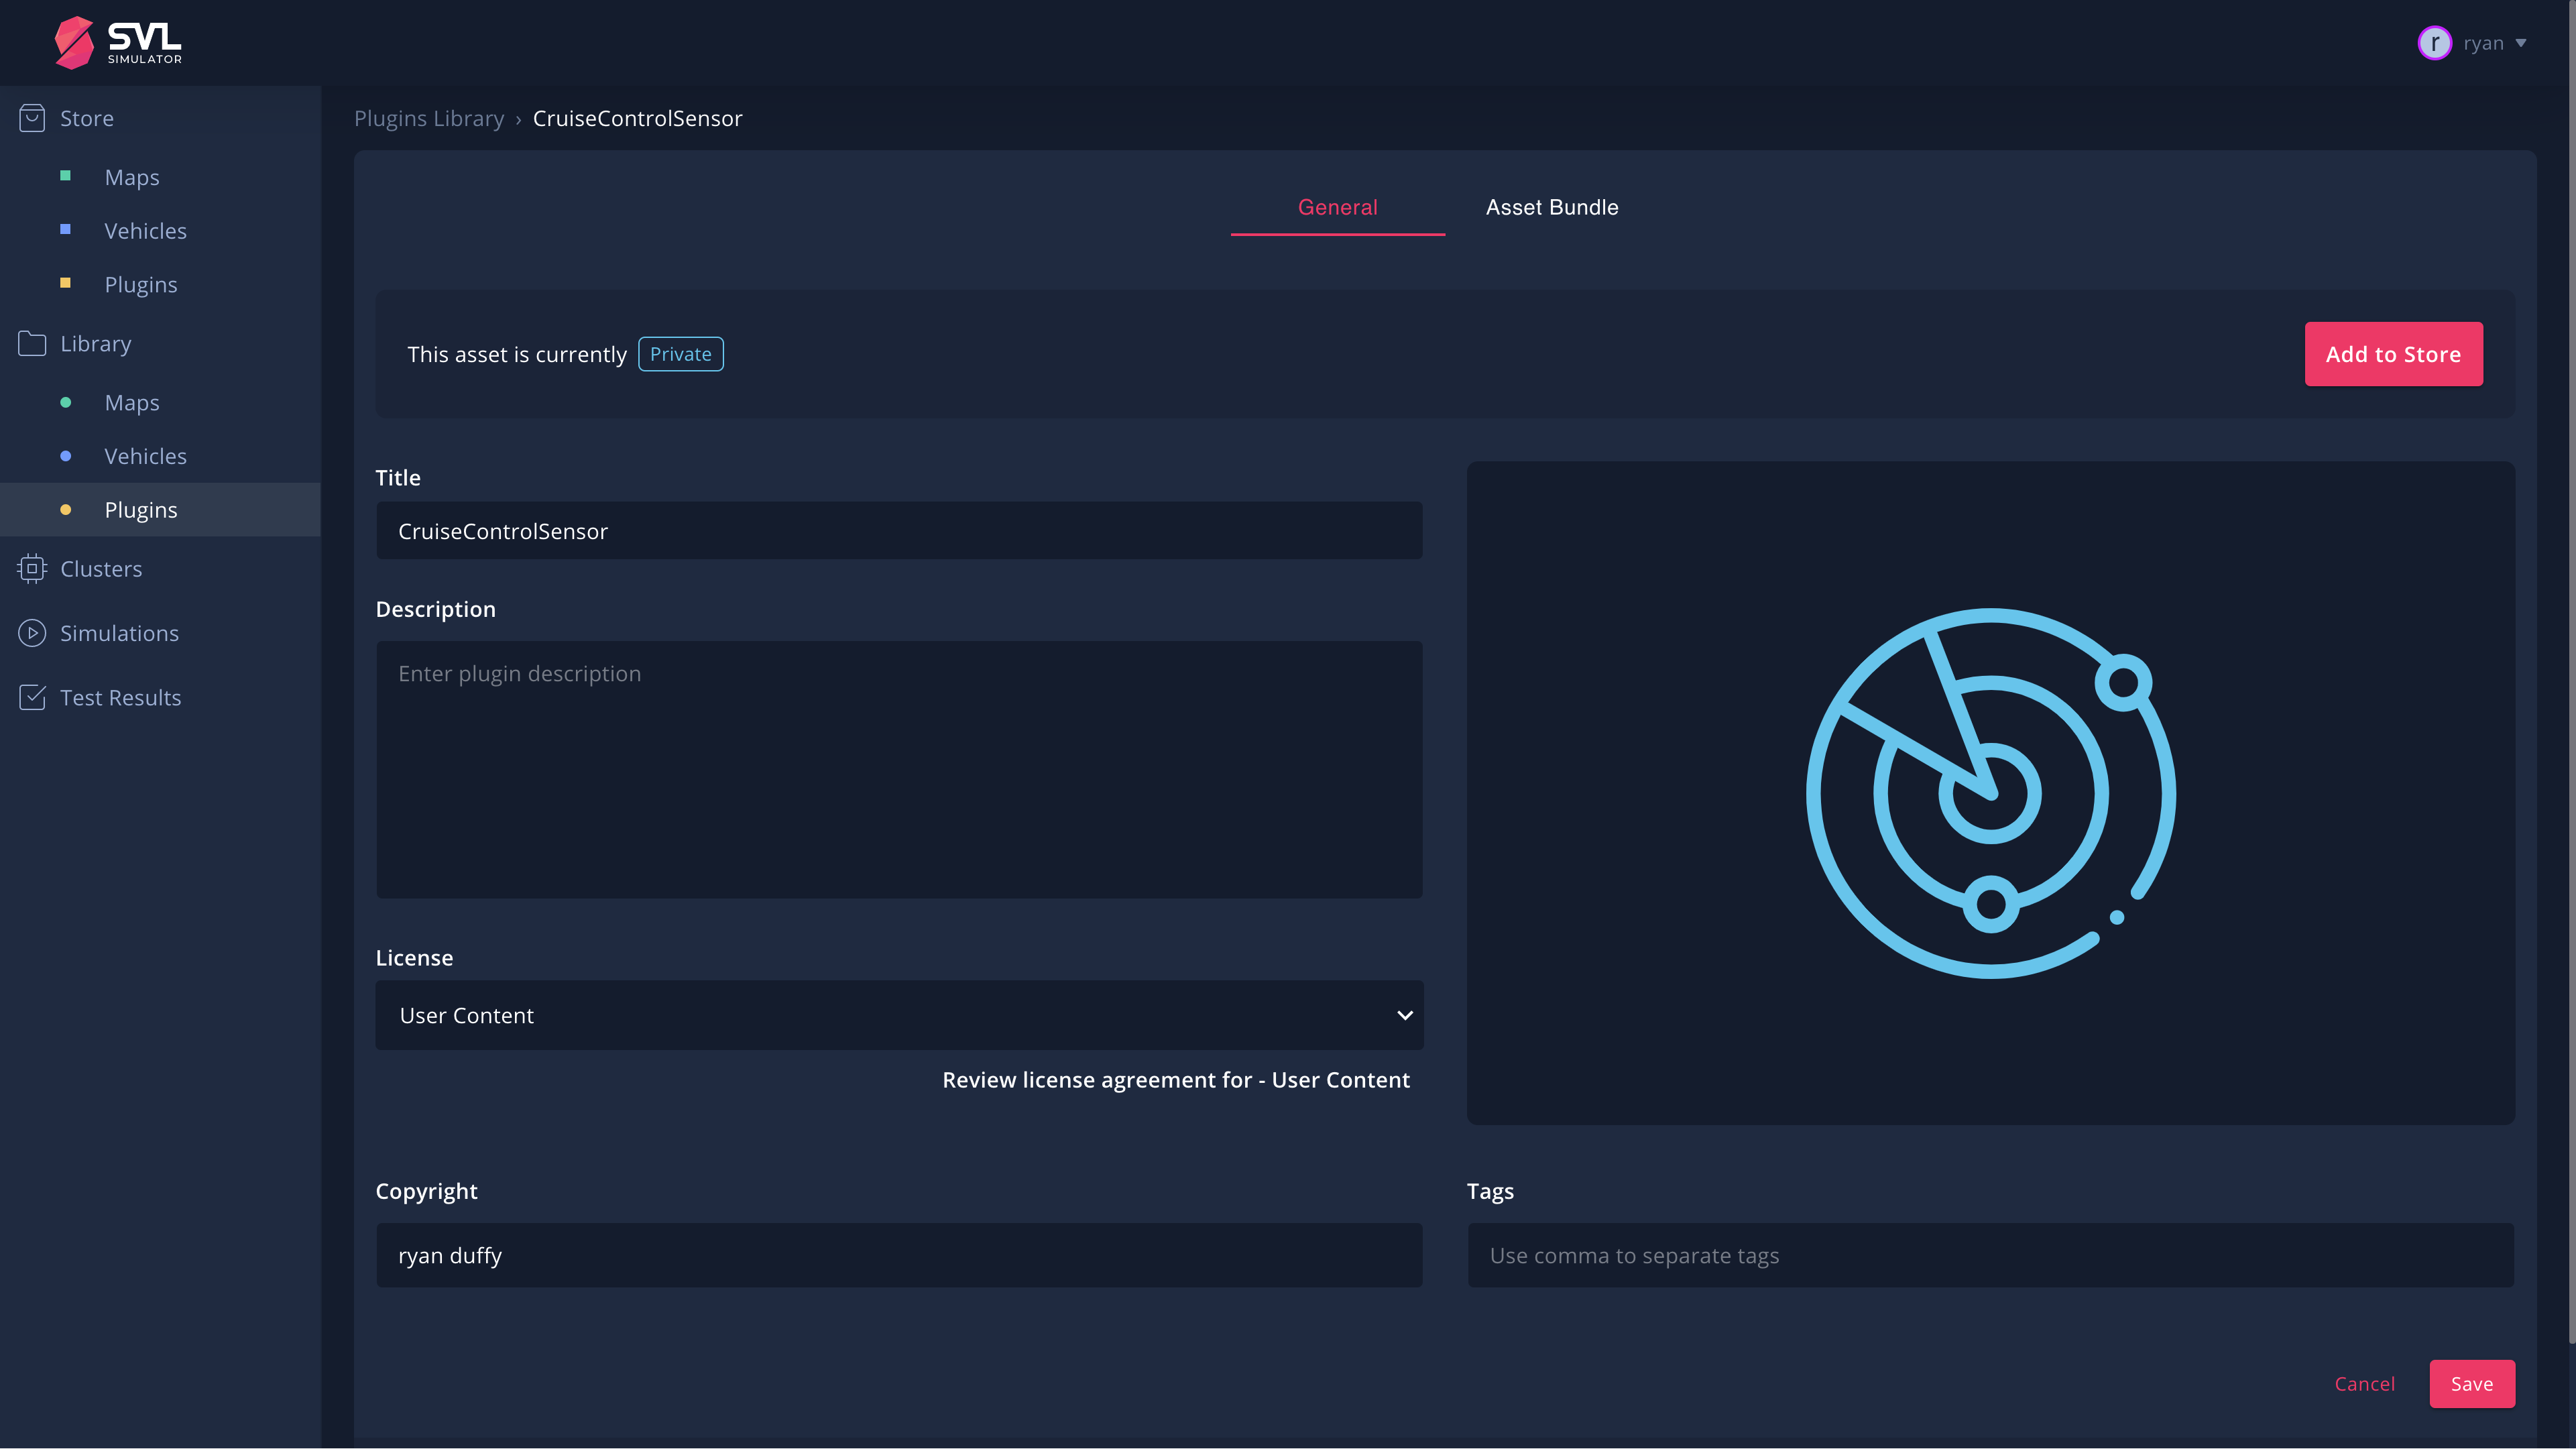 SVL
SIMULATOR
r ryan
Store
Maps
Vehicles
Plugins
Library
Maps
Vehicles
Plugins
Clusters
Simulations
Test Results
Plugins Library › CruiseControlSensor
General Asset Bundle
This asset is currently Private Add to Store
Title
CruiseControlSensor
Description
Enter plugin description
License
User Content
Review license agreement for - User Content
Copyright
ryan duffy
Tags
Use comma to separate tags
Cancel Save